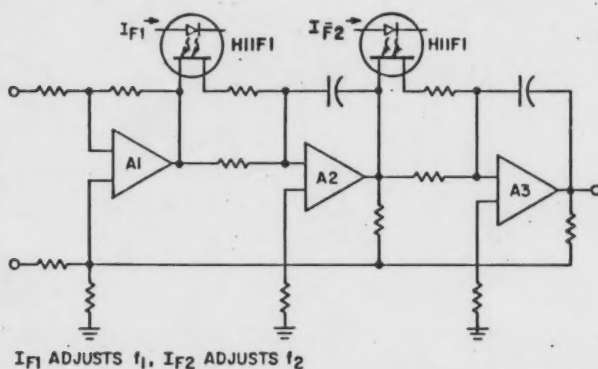 IF1 H11F1 IF2 H11F1
A1
A2
A3
IF1 ADJUSTS f1, IF2 ADJUSTS f2